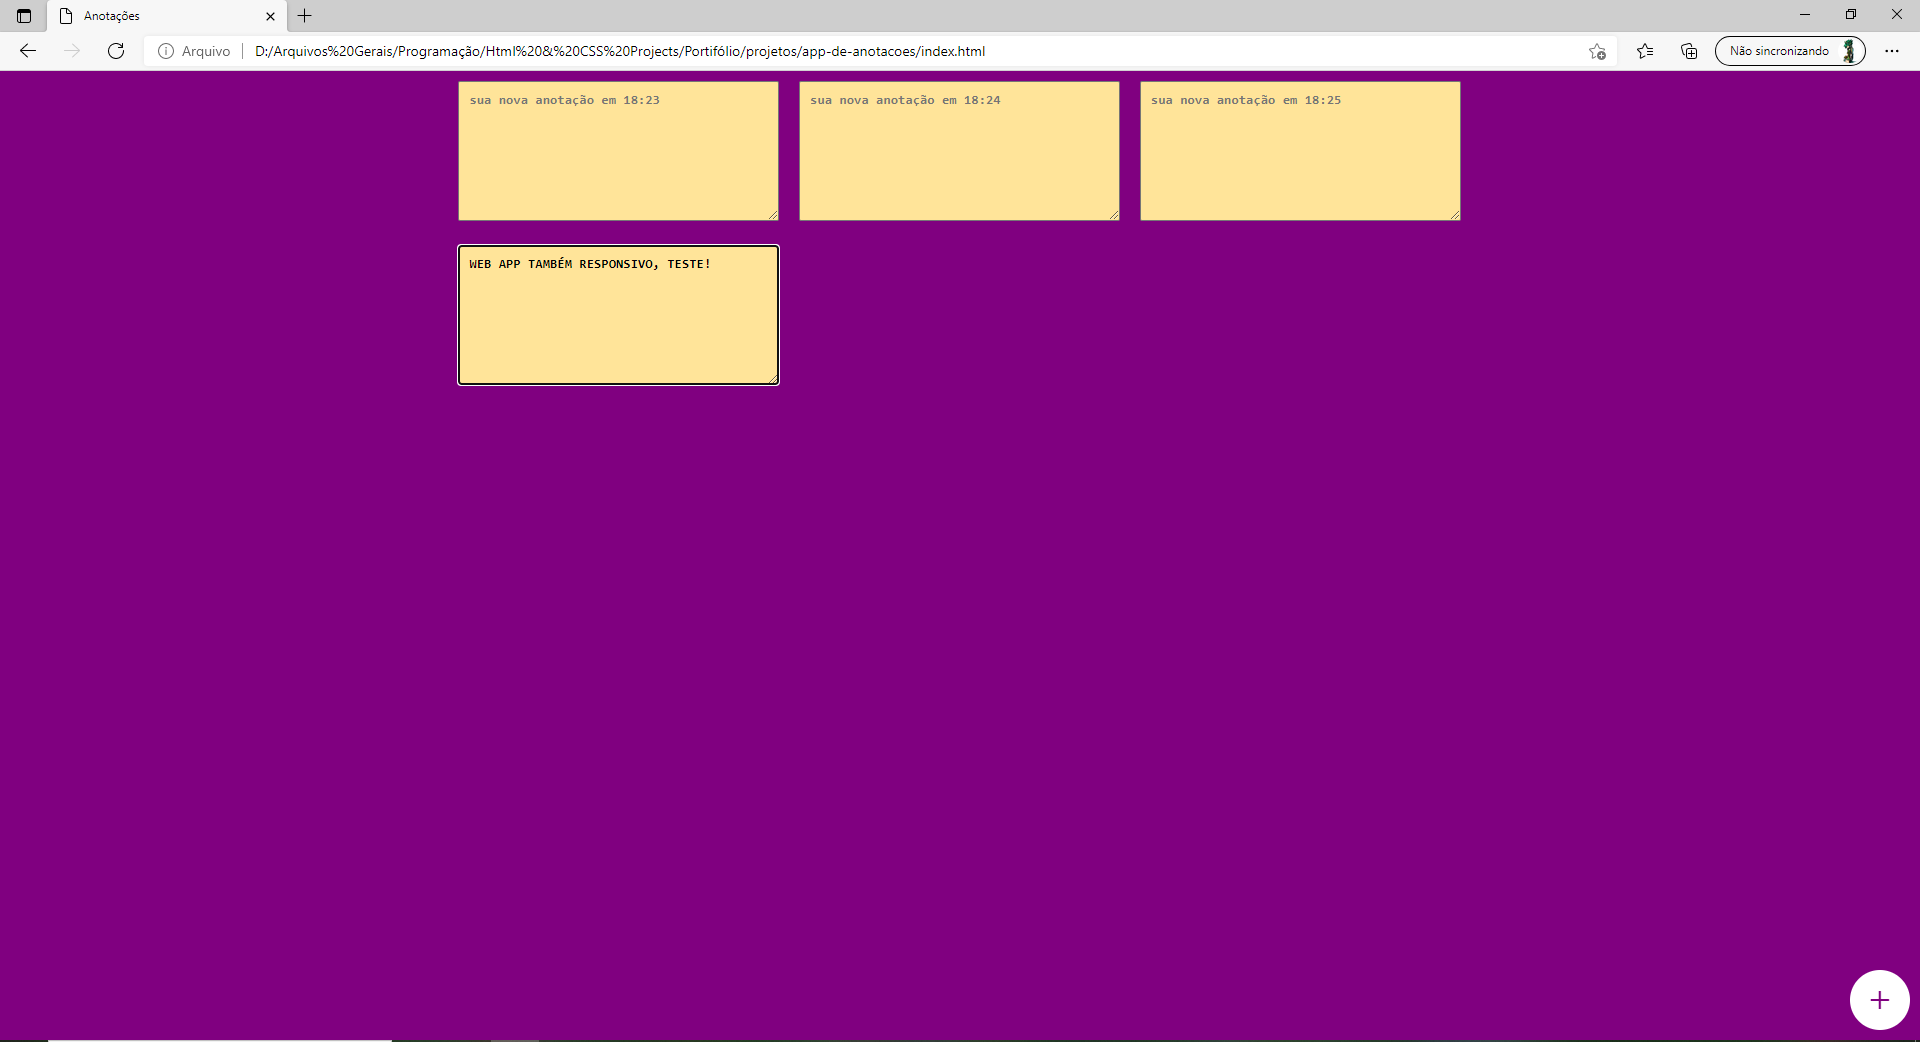 Anotações
Arquivo
D:/Arquivos%20Gerais/Programação/Html%20&%20CSS%20Projects/Portifólio/projetos/app-de-anotacoes/index.html
Não sincronizando
sua nova anotação em 18:23
sua nova anotação em 18:24
sua nova anotação em 18:25
WEB APP TAMBÉM RESPONSIVO, TESTE!